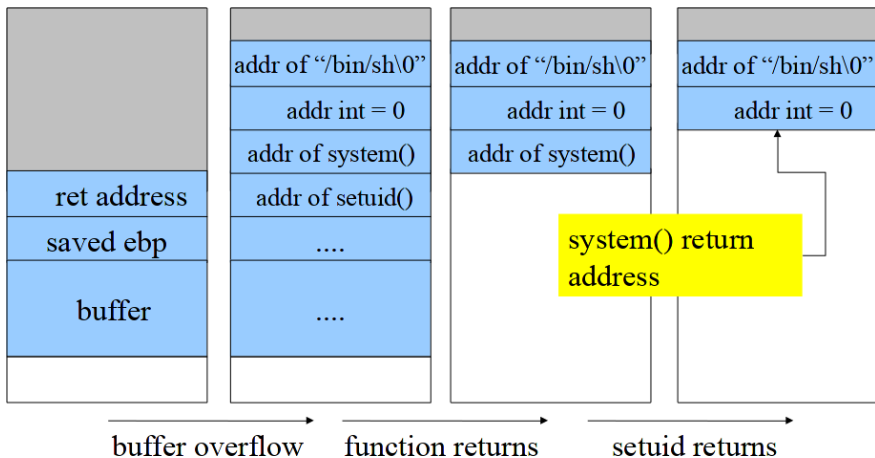 ret address
saved ebp
buffer
addr of “/bin/sh\0”
addr int = 0
addr of system()
addr of setuid()
....
....
addr of “/bin/sh\0”
addr int = 0
addr of system()
addr of “/bin/sh\0”
addr int = 0
system() return
address
buffer overflow
function returns
setuid returns